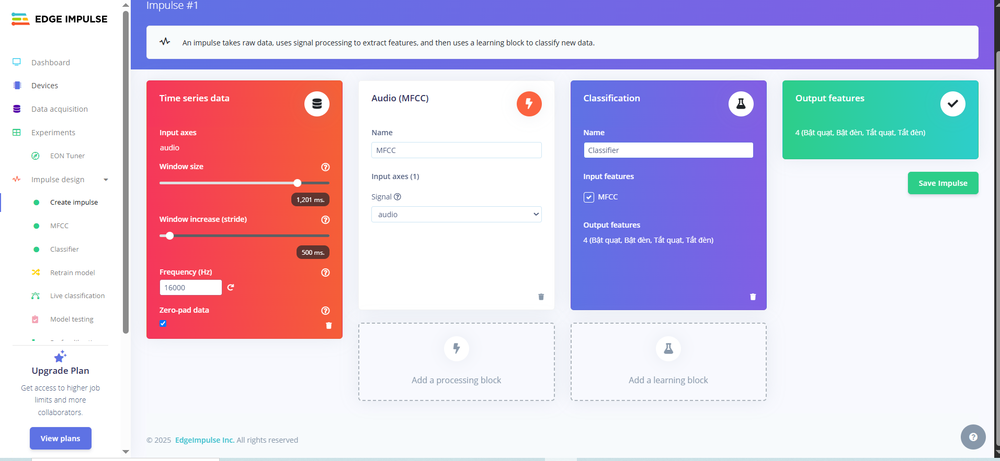 EDGE IMPULSE
Dashboard
Devices
Data acquisition
Experiments
EON Tuner
Impulse design
Create impulse
MFCC
Classifier
Retrain model
Live classification
Model testing
Upgrade Plan
Get access to higher job
limits and more
collaborators.
View plans
Impulse #1
An impulse takes raw data, uses signal processing to extract features, and then uses a learning block to classify new data.
Time series data
Input axes
audio
Window size
1,201 ms.
Window increase (stride)
500 ms.
Frequency (Hz)
16000
Zero-pad data
Audio (MFCC)
Name
MFCC
Input axes (1)
Signal
audio
Add a processing block
Classification
Name
Classifier
Input features
MFCC
Output features
4 (Bật quạt, Bật đèn, Tắt quạt, Tắt đèn)
Add a learning block
Output features
4 (Bật quạt, Bật đèn, Tắt quạt, Tắt đèn)
Save Impulse
© 2025 EdgeImpulse Inc. All rights reserved